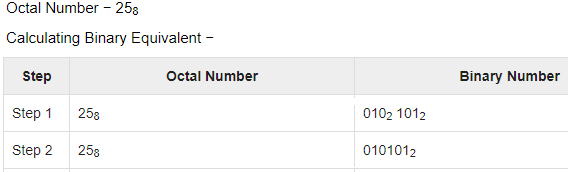 Octal Number − 25₈
Calculating Binary Equivalent −
Step Octal Number Binary Number
Step 1 25₈ 010₂ 101₂
Step 2 25₈ 010101₂